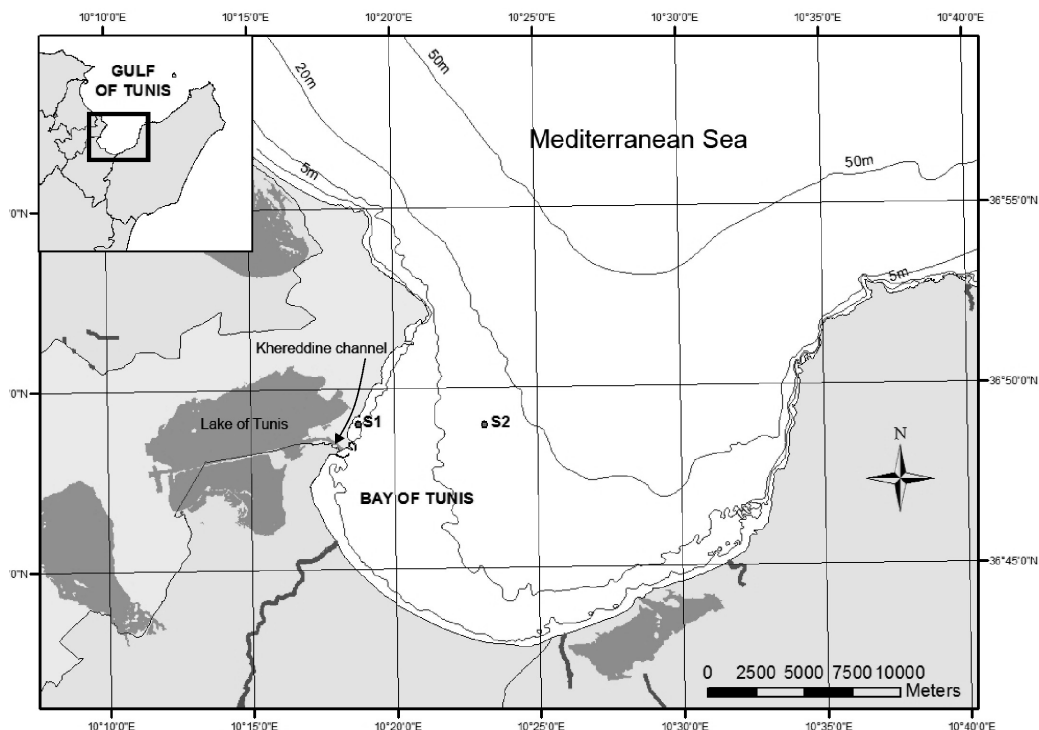 10°10'0"E 10°15'0"E 10°20'0"E 10°25'0"E 10°30'0"E 10°35'0"E 10°40'0"E
GULF
OF TUNIS
20m
50m
Mediterranean Sea
50m
5m
0'N
36°55'0"N
5m
Khereddine channel
0'N
36°50'0"N
Lake of Tunis
S1
S2
N
BAY OF TUNIS
0'N
36°45'0"N
0 2500 5000 7500 10000
Meters
10°10'0"E 10°15'0"E 10°20'0"E 10°25'0"E 10°30'0"E 10°35'0"E 10°40'0"E